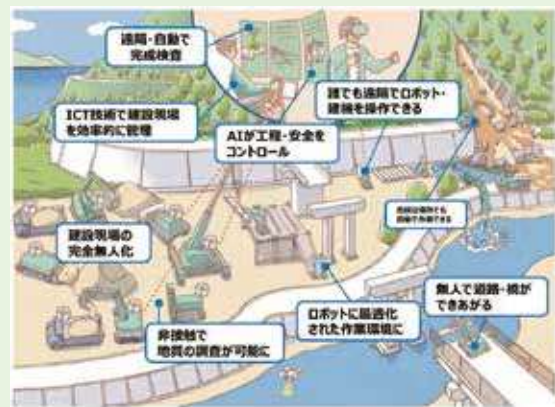 遠隔・自動で
完成検査
ICT技術で建設現場
を効率的に管理
AIが工程・安全を
コントロール
誰でも遠隔でロボット・
建機を操作できる
建設現場の
完全無人化
非接触で
地質の調査が可能に
ロボットに最適化
された作業環境に
無人で道路・橋が
できあがる